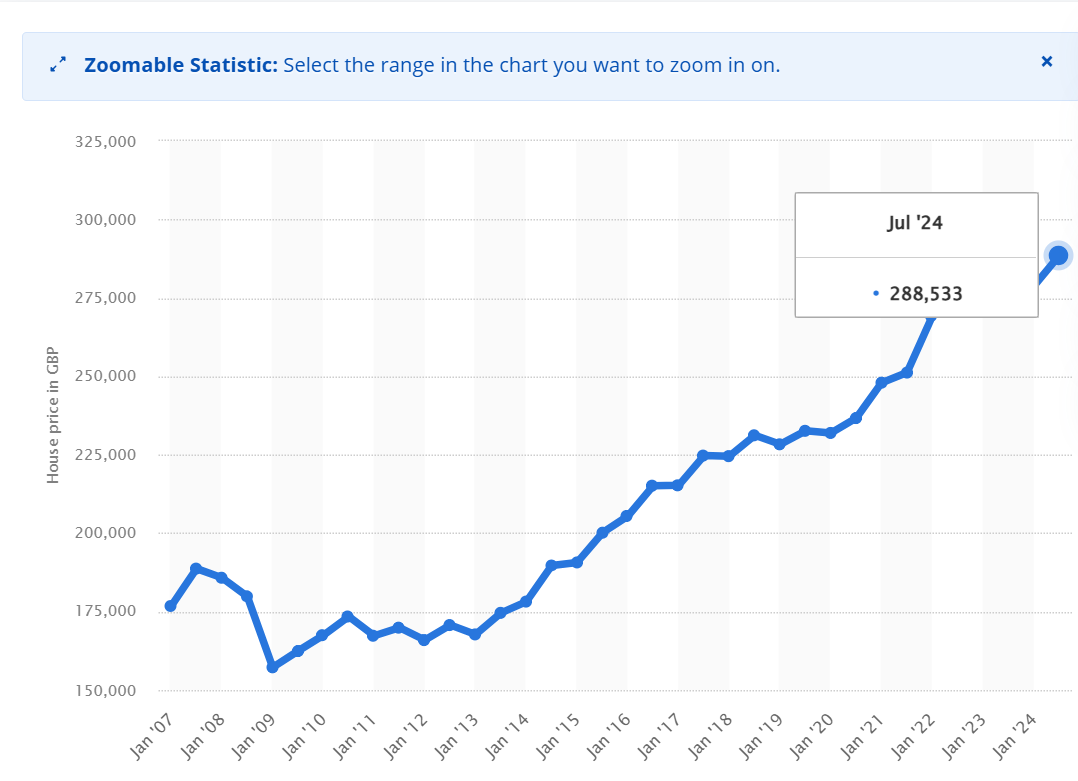 Zoomable Statistic: Select the range in the chart you want to zoom in on.
×
325,000
300,000
275,000
250,000
225,000
200,000
175,000
150,000
House price in GBP
Jul '24
• 288,533
Jan '07
Jan '08
Jan '09
Jan '10
Jan '11
Jan '12
Jan '13
Jan '14
Jan '15
Jan '16
Jan '17
Jan '18
Jan '19
Jan '20
Jan '21
Jan '22
Jan '23
Jan '24